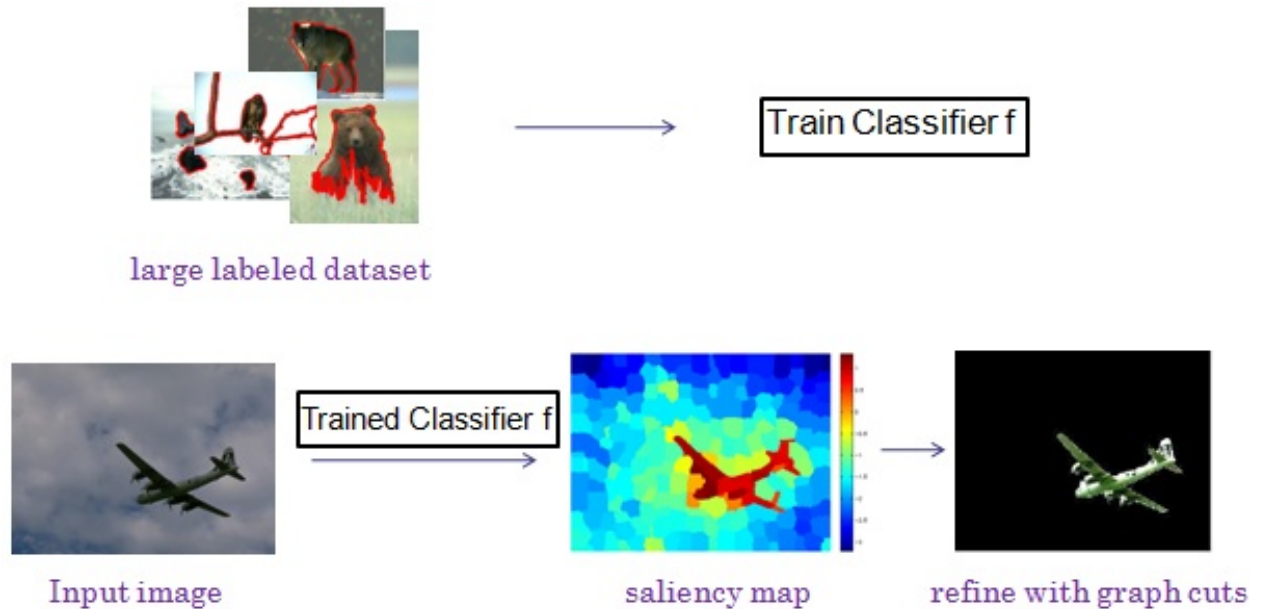 Train Classifier f
large labeled dataset
Trained Classifier f
Input image
saliency map
refine with graph cuts